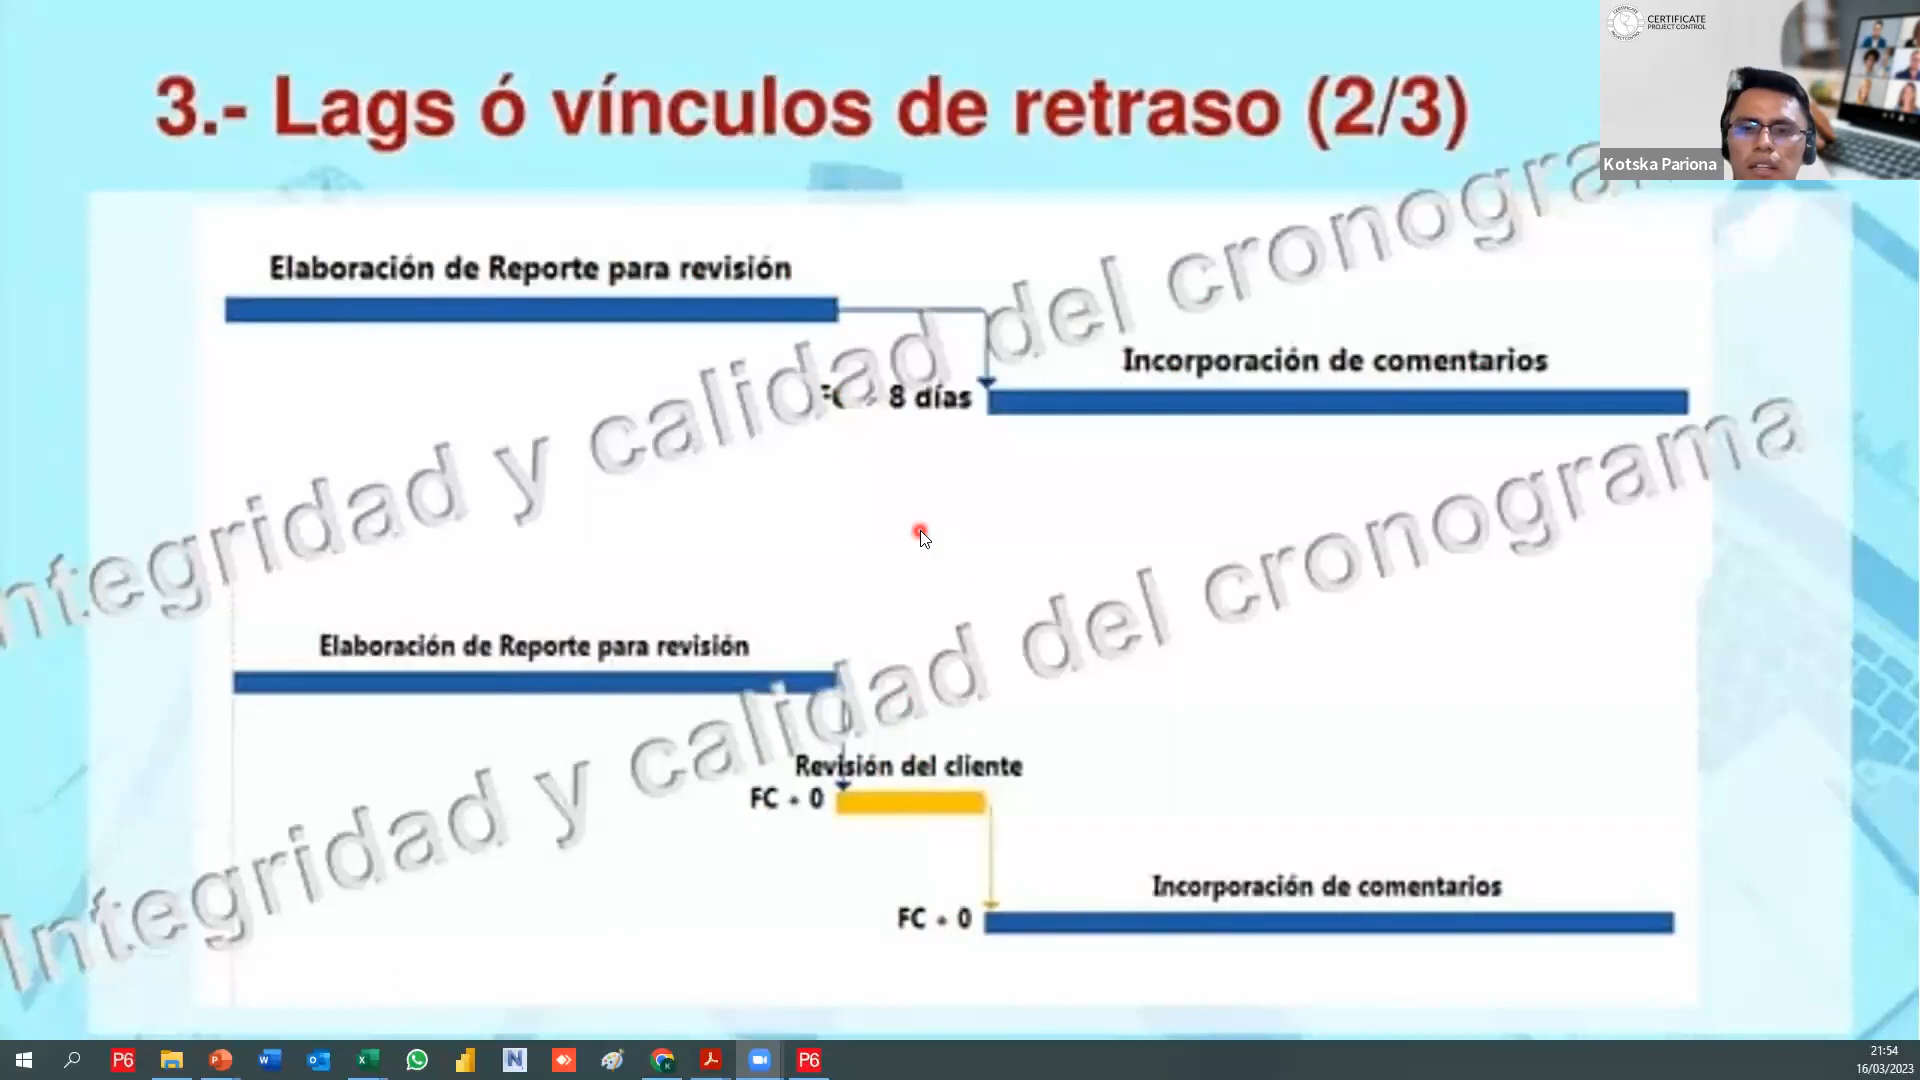 CERTIFICATE
PROJECT CONTROL
3.- Lags ó vínculos de retraso (2/3)
Kotska Pariona
Elaboración de Reporte para revisión
Incorporación de comentarios
8 días
Integridad y calidad del cronograma
Elaboración de Reporte para revisión
Revisión del cliente
FC + 0
Incorporación de comentarios
FC + 0
Integridad y calidad del cronograma
21:54
16/03/2023